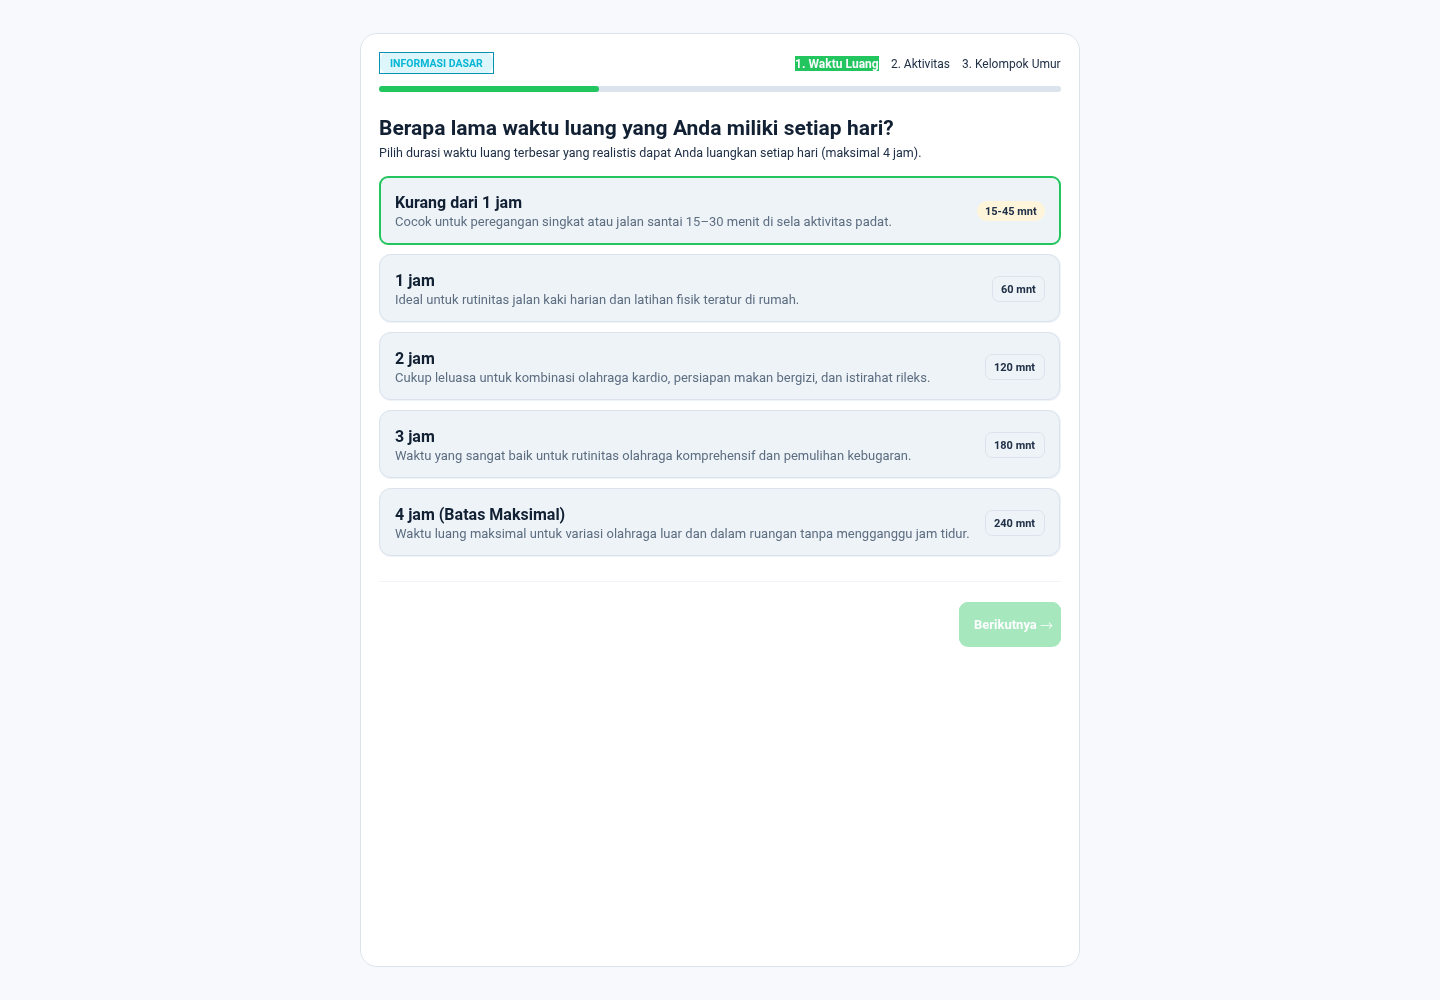 INFORMASI DASAR
1. Waktu Luang 2. Aktivitas 3. Kelompok Umur
Berapa lama waktu luang yang Anda miliki setiap hari?
Pilih durasi waktu luang terbesar yang realistis dapat Anda luangkan setiap hari (maksimal 4 jam).
Kurang dari 1 jam
Cocok untuk peregangan singkat atau jalan santai 15–30 menit di sela aktivitas padat.
15-45 mnt
1 jam
Ideal untuk rutinitas jalan kaki harian dan latihan fisik teratur di rumah.
60 mnt
2 jam
Cukup leluasa untuk kombinasi olahraga kardio, persiapan makan bergizi, dan istirahat rileks.
120 mnt
3 jam
Waktu yang sangat baik untuk rutinitas olahraga komprehensif dan pemulihan kebugaran.
180 mnt
4 jam (Batas Maksimal)
Waktu luang maksimal untuk variasi olahraga luar dan dalam ruangan tanpa mengganggu jam tidur.
240 mnt
Berikutnya →